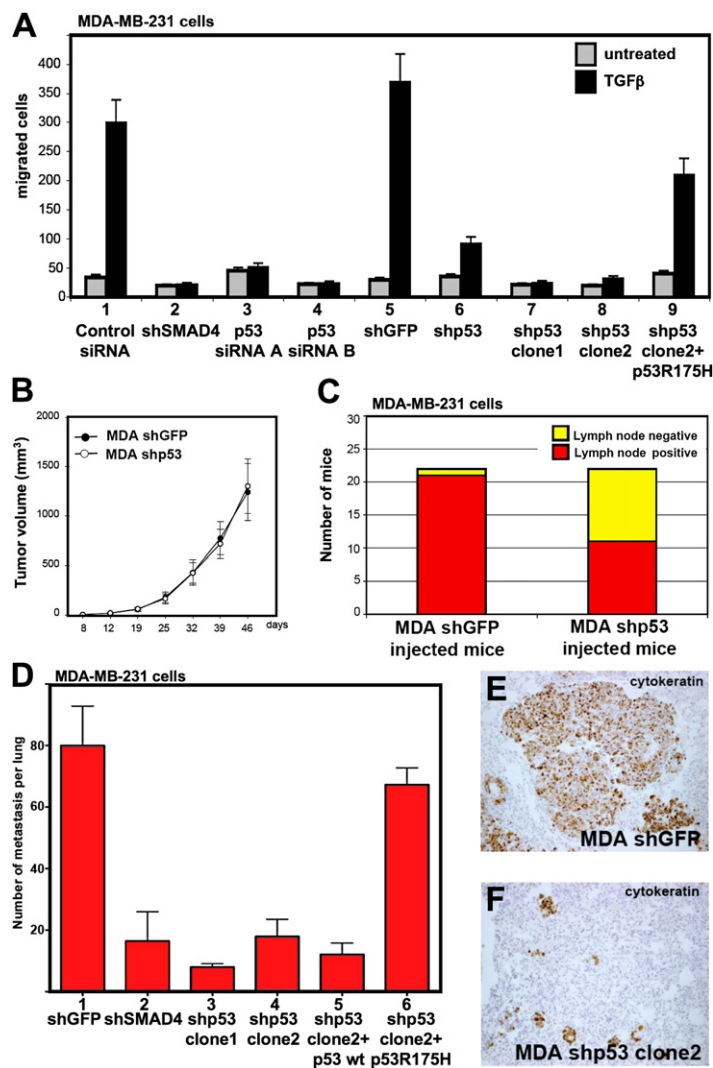 A
MDA-MB-231 cells
untreated
TGFβ
migrated cells
450
400
350
300
250
200
150
100
50
0
1 2 3 4 5 6 7 8 9
Control shSMAD4 p53 p53 shGFP shp53 shp53 shp53 shp53
siRNA siRNA A siRNA B clone1 clone2 clone2+
p53R175H
B
MDA shGFP
MDA shp53
Tumor volume (mm³)
2000
1500
1000
500
0
8 12 19 25 32 39 46 days
C
MDA-MB-231 cells
Lymph node negative
Lymph node positive
Number of mice
30
25
20
15
10
5
0
MDA shGFP MDA shp53
injected mice injected mice
D
MDA-MB-231 cells
Number of metastasis per lung
80
60
40
20
1 2 3 4 5 6
shGFP shSMAD4 shp53 shp53 shp53 shp53
clone1 clone2 clone2+ clone2+
p53 wt p53R175H
E
cytokeratin
MDA shGFP
F
cytokeratin
MDA shp53 clone2